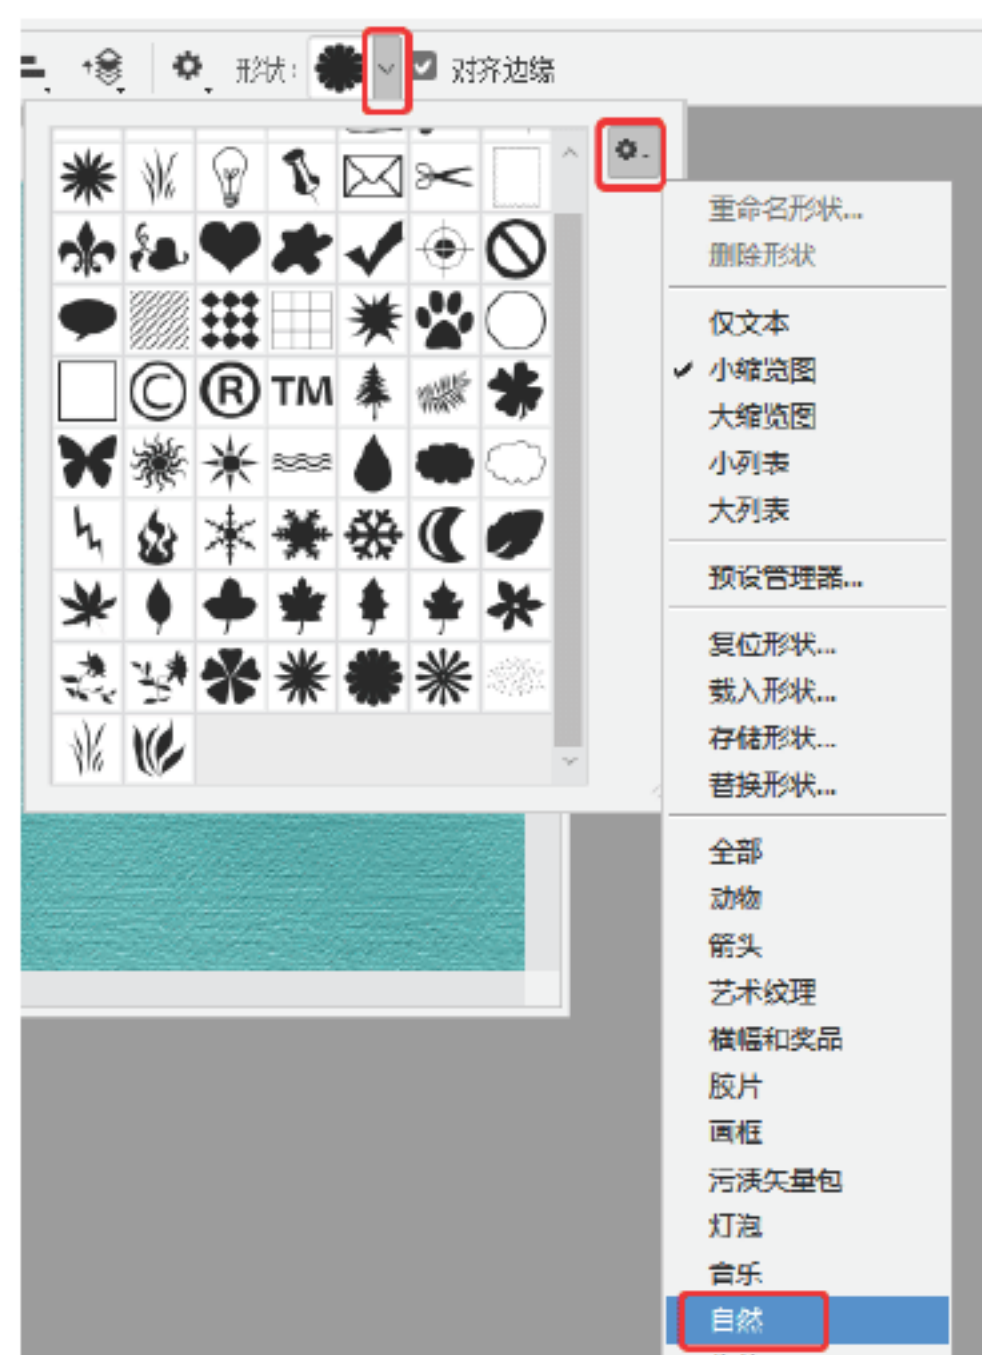 形状： 对齐边缘
© ® TM
重命名形状...
删除形状
仅文本
小缩览图
大缩览图
小列表
大列表
预设管理器...
复位形状...
载入形状...
存储形状...
替换形状...
全部
动物
箭头
艺术纹理
横幅和奖品
胶片
画框
污渍矢量包
灯泡
音乐
自然